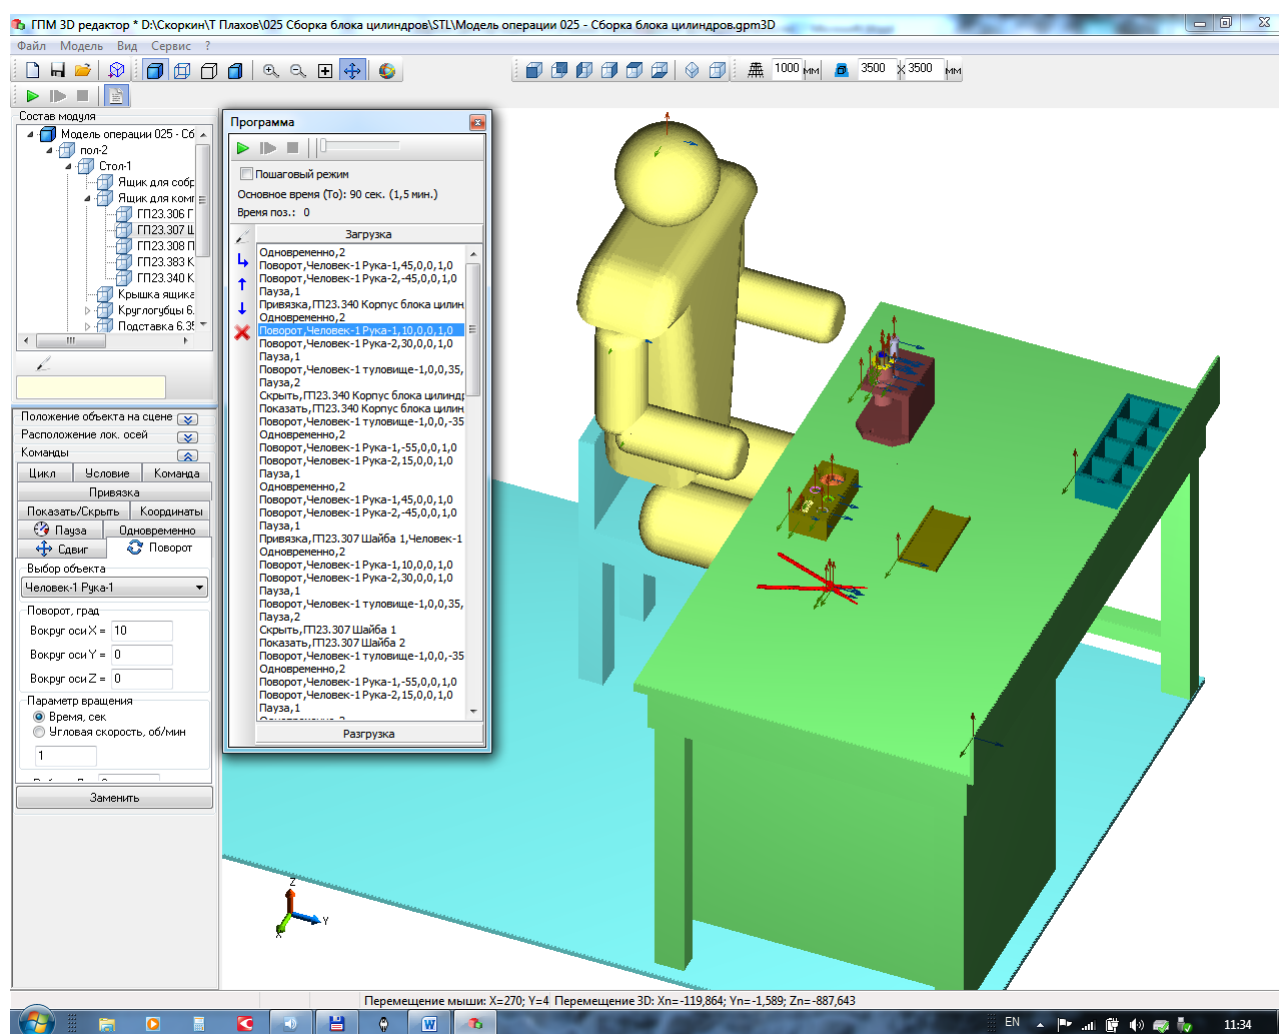 ГПМ 3D редактор * D:\Скоркин\Т Плахов\025 Сборка блока цилиндров\STL\Модель операции 025 - Сборка блока цилиндров.gpm3D
Файл Модель Вид Сервис ?
1000 мм 3500 X 3500 мм
Состав модуля
Модель операции 025 - Сб
пол-2
Стол-1
Ящик для собр
Ящик для комп
ГП23.306 Г
ГП23.307 Ш
ГП23.308 П
ГП23.383 К
ГП23.340 К
Крышка ящика
Круглогубцы 6.
Подставка 6.35
Положение объекта на сцене
Расположение лок. осей
Команды
Цикл Условие Команда
Привязка
Показать/Скрыть Координаты
Пауза Одновременно
Сдвиг Поворот
Выбор объекта
Человек-1 Рука-1
Поворот, град
Вокруг оси X = 10
Вокруг оси Y = 0
Вокруг оси Z = 0
Параметр вращения
Время, сек
Угловая скорость, об/мин
1
Заменить
Программа
Пошаговый режим
Основное время (То): 90 сек. (1,5 мин.)
Время поз.: 0
Загрузка
Одновременно,2
Поворот,Человек-1 Рука-1,45,0,0,1,0
Поворот,Человек-1 Рука-2,-45,0,0,1,0
Пауза,1
Привязка,ГП23.340 Корпус блока цилин
Одновременно,2
Поворот,Человек-1 Рука-1,10,0,0,1,0
Поворот,Человек-1 Рука-2,30,0,0,1,0
Пауза,1
Поворот,Человек-1 туловище-1,0,0,35,
Пауза,2
Скрыть,ГП23.340 Корпус блока цилинд
Показать,ГП23.340 Корпус блока цилин
Поворот,Человек-1 туловище-1,0,0,-35
Одновременно,2
Поворот,Человек-1 Рука-1,-55,0,0,1,0
Поворот,Человек-1 Рука-2,15,0,0,1,0
Пауза,1
Одновременно,2
Поворот,Человек-1 Рука-1,45,0,0,1,0
Поворот,Человек-1 Рука-2,-45,0,0,1,0
Пауза,1
Привязка,ГП23.307 Шайба 1,Человек-1
Одновременно,2
Поворот,Человек-1 Рука-1,10,0,0,1,0
Поворот,Человек-1 Рука-2,30,0,0,1,0
Пауза,1
Поворот,Человек-1 туловище-1,0,0,35,
Пауза,2
Скрыть,ГП23.307 Шайба 1
Показать,ГП23.307 Шайба 2
Поворот,Человек-1 туловище-1,0,0,-35
Одновременно,2
Поворот,Человек-1 Рука-1,-55,0,0,1,0
Поворот,Человек-1 Рука-2,15,0,0,1,0
Пауза,1
Разгрузка
Z
Y
X
Перемещение мыши: X=270; Y=4 Перемещение 3D: Xn=-119,864; Yn=-1,589; Zn=-887,643
EN 11:34